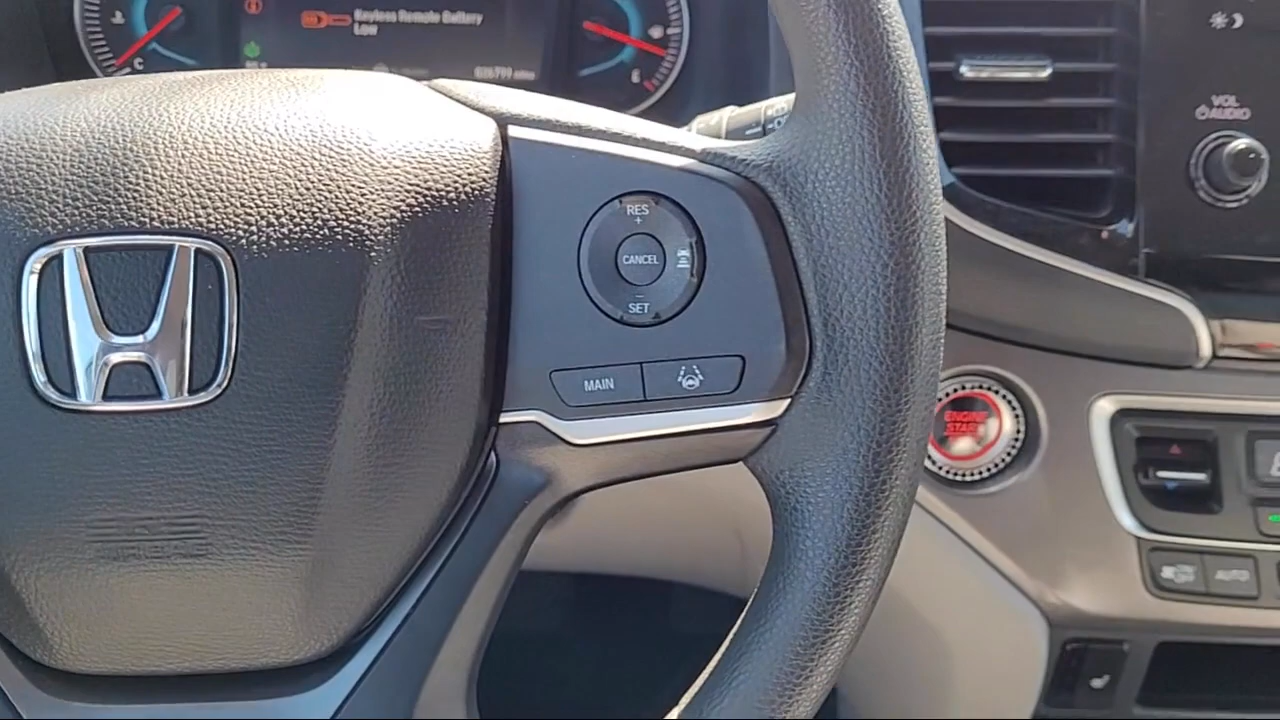 Keyless Remote Battery
Low
C
E
RES
+
CANCEL
–
SET
MAIN
VOL
AUDIO
ENGINE
START
AUTO